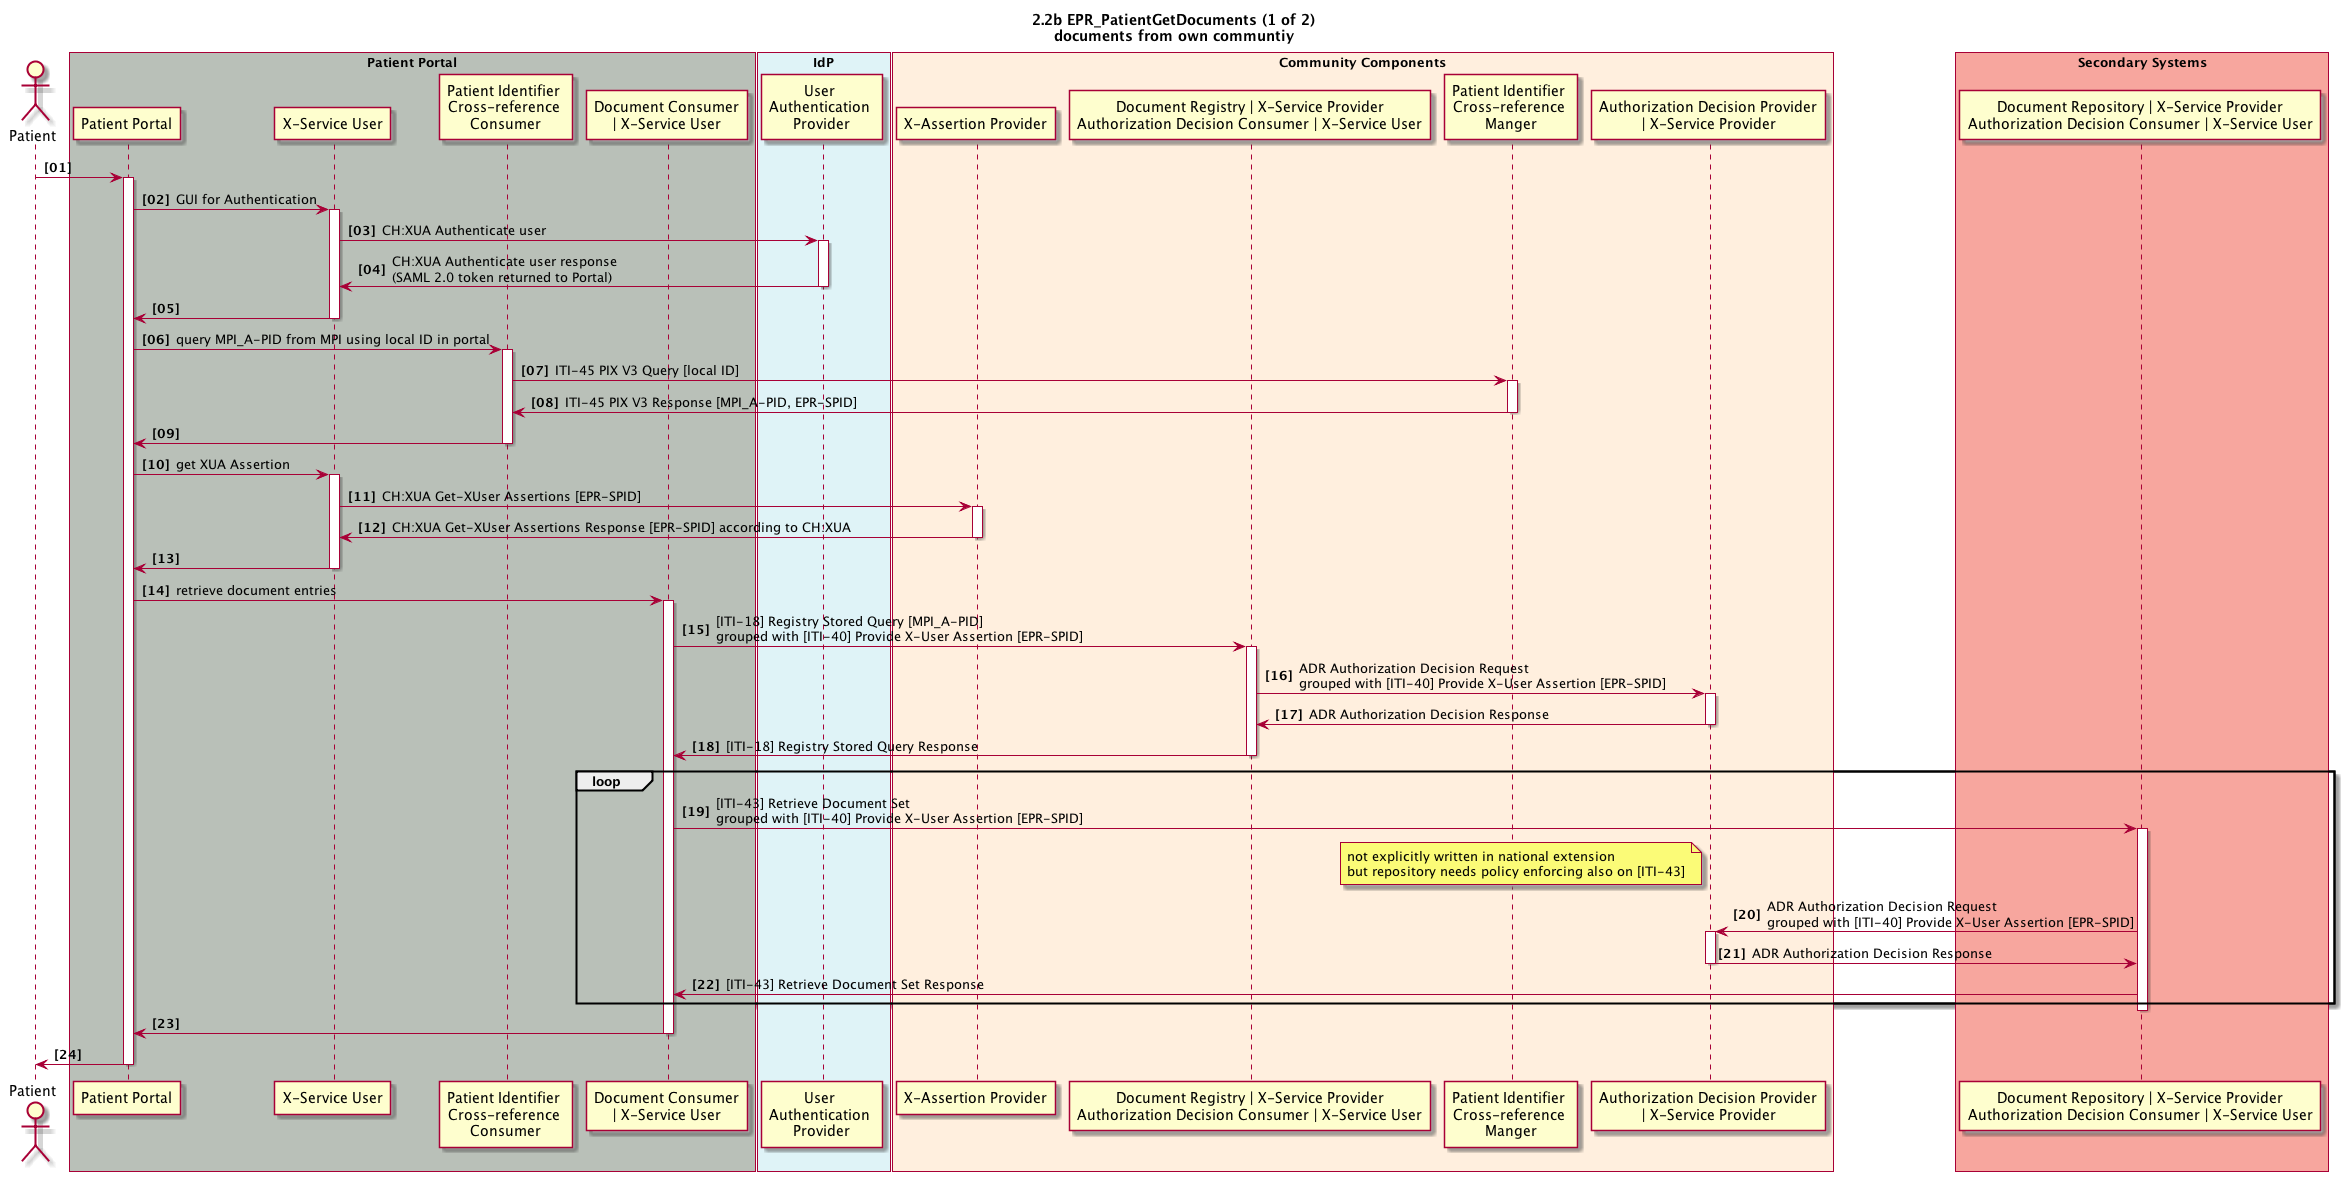 2.2b EPR_PatientGetDocuments (1 of 2)
documents from own communtiy
Patient Portal
IdP
Community Components
Secondary Systems
Patient
Patient Portal
X-Service User
Patient Identifier
Cross-reference
Consumer
Document Consumer
| X-Service User
User
Authentication
Provider
X-Assertion Provider
Document Registry | X-Service Provider
Authorization Decision Consumer | X-Service User
Patient Identifier
Cross-reference
Manger
Authorization Decision Provider
| X-Service Provider
Document Repository | X-Service Provider
Authorization Decision Consumer | X-Service User
[01]
[02] GUI for Authentication
[03] CH:XUA Authenticate user
[04] CH:XUA Authenticate user response
(SAML 2.0 token returned to Portal)
[05]
[06] query MPI_A-PID from MPI using local ID in portal
[07] ITI-45 PIX V3 Query [local ID]
[08] ITI-45 PIX V3 Response [MPI_A-PID, EPR-SPID]
[09]
[10] get XUA Assertion
[11] CH:XUA Get-XUser Assertions [EPR-SPID]
[12] CH:XUA Get-XUser Assertions Response [EPR-SPID] according to CH:XUA
[13]
[14] retrieve document entries
[15] [ITI-18] Registry Stored Query [MPI_A-PID]
grouped with [ITI-40] Provide X-User Assertion [EPR-SPID]
[16] ADR Authorization Decision Request
grouped with [ITI-40] Provide X-User Assertion [EPR-SPID]
[17] ADR Authorization Decision Response
[18] [ITI-18] Registry Stored Query Response
loop
[19] [ITI-43] Retrieve Document Set
grouped with [ITI-40] Provide X-User Assertion [EPR-SPID]
not explicitly written in national extension
but repository needs policy enforcing also on [ITI-43]
[20] ADR Authorization Decision Request
grouped with [ITI-40] Provide X-User Assertion [EPR-SPID]
[21] ADR Authorization Decision Response
[22] [ITI-43] Retrieve Document Set Response
[23]
[24]
Patient
Patient Portal
X-Service User
Patient Identifier
Cross-reference
Consumer
Document Consumer
| X-Service User
User
Authentication
Provider
X-Assertion Provider
Document Registry | X-Service Provider
Authorization Decision Consumer | X-Service User
Patient Identifier
Cross-reference
Manger
Authorization Decision Provider
| X-Service Provider
Document Repository | X-Service Provider
Authorization Decision Consumer | X-Service User